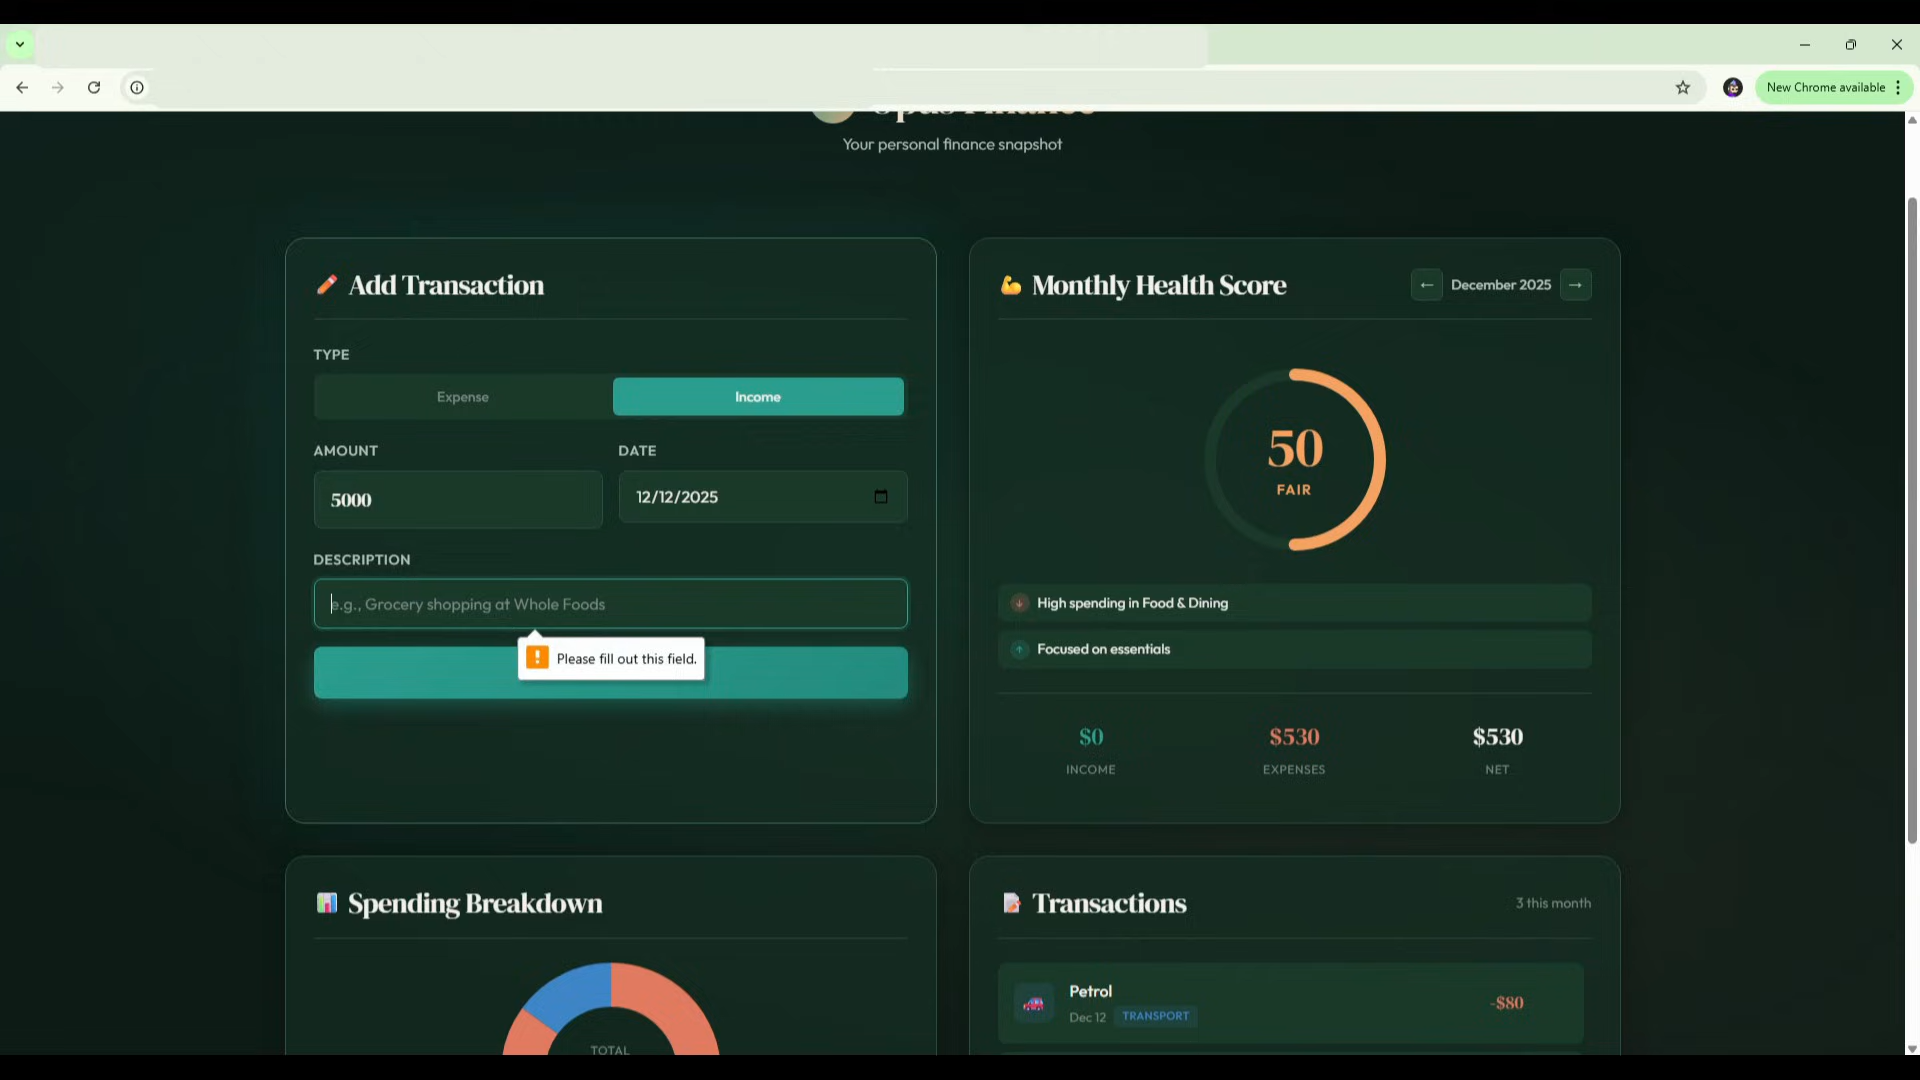 New Chrome available
Opus Finance
Your personal finance snapshot
Add Transaction
TYPE
Expense
Income
AMOUNT
DATE
5000
12/12/2025
DESCRIPTION
e.g., Grocery shopping at Whole Foods
Please fill out this field.
Monthly Health Score
← December 2025 →
50
FAIR
High spending in Food & Dining
Focused on essentials
$0
$530
$530
INCOME
EXPENSES
NET
Spending Breakdown
TOTAL
Transactions
3 this month
Petrol
Dec 12
TRANSPORT
-$80